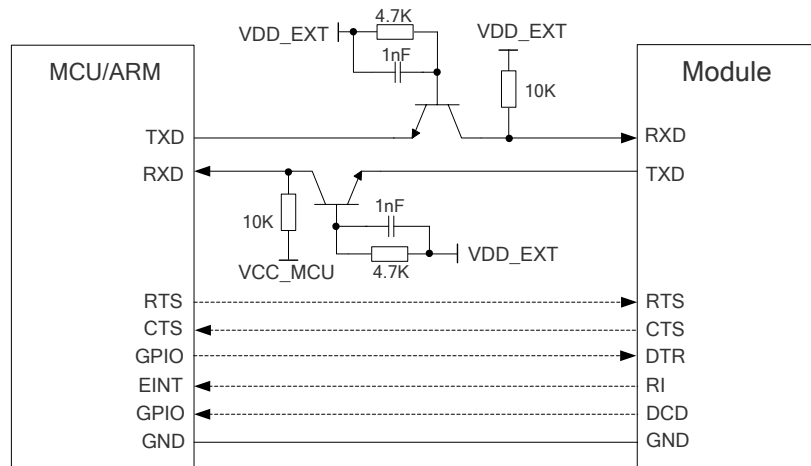 4.7K
VDD_EXT
VDD_EXT
1nF
MCU/ARM
Module
10K
TXD
RXD
RXD
TXD
1nF
10K
VDD_EXT
VCC_MCU
4.7K
RTS
RTS
CTS
CTS
GPIO
DTR
EINT
RI
GPIO
DCD
GND
GND